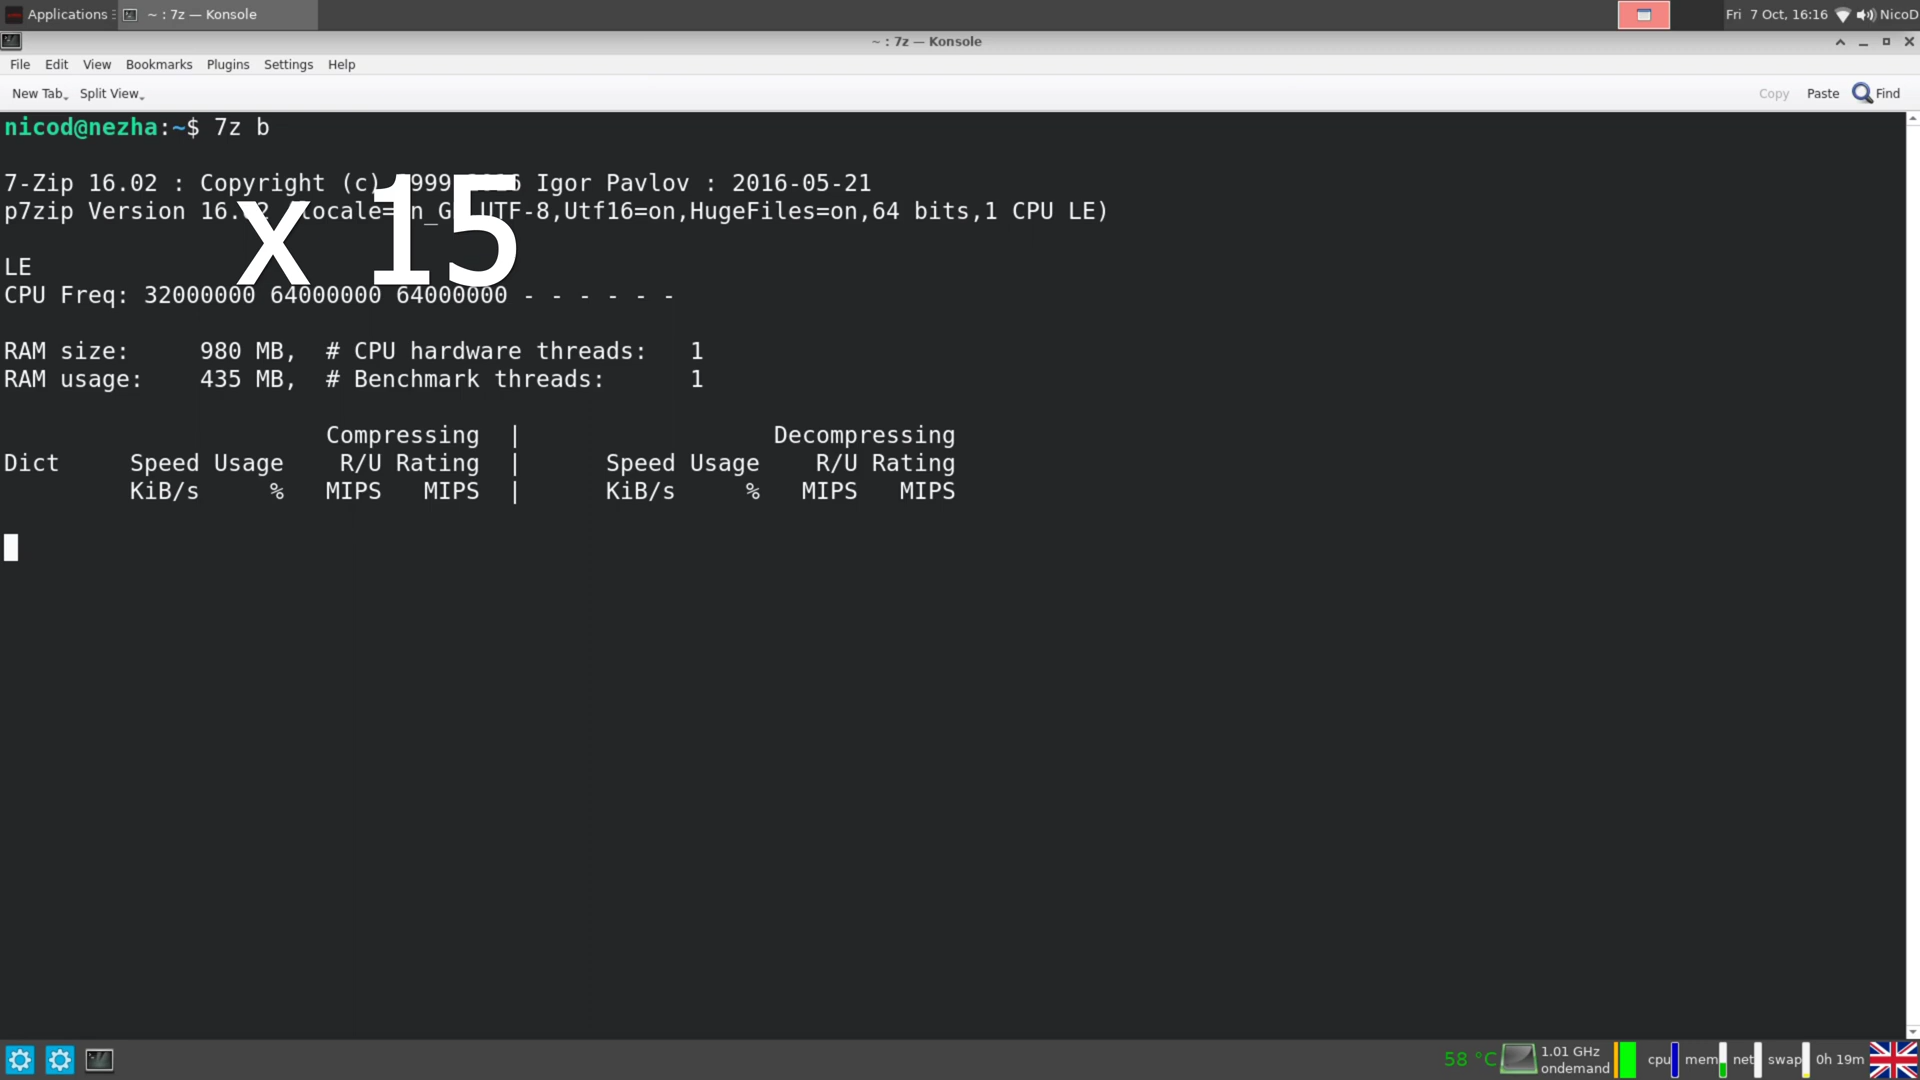 Applications
~ : 7z — Konsole
Fri 7 Oct, 16:16
NicoD
~ : 7z — Konsole
File Edit View Bookmarks Plugins Settings Help
New Tab Split View
Copy Paste Find
nicod@nezha:~$ 7z b
7-Zip 16.02 : Copyright (c) Igor Pavlov : 2016-05-21
p7zip Version UTF-8,Utf16=on,HugeFiles=on,64 bits,1 CPU LE)
x 15
LE
CPU Freq: 32000000 64000000 64000000 - - - - - -
RAM size: 980 MB, # CPU hardware threads: 1
RAM usage: 435 MB, # Benchmark threads: 1
Compressing | Decompressing
Dict Speed Usage R/U Rating | Speed Usage R/U Rating
KiB/s % MIPS MIPS | KiB/s % MIPS MIPS
58 °C
1.01 GHz
ondemand
cpu mem net swap 0h 19m